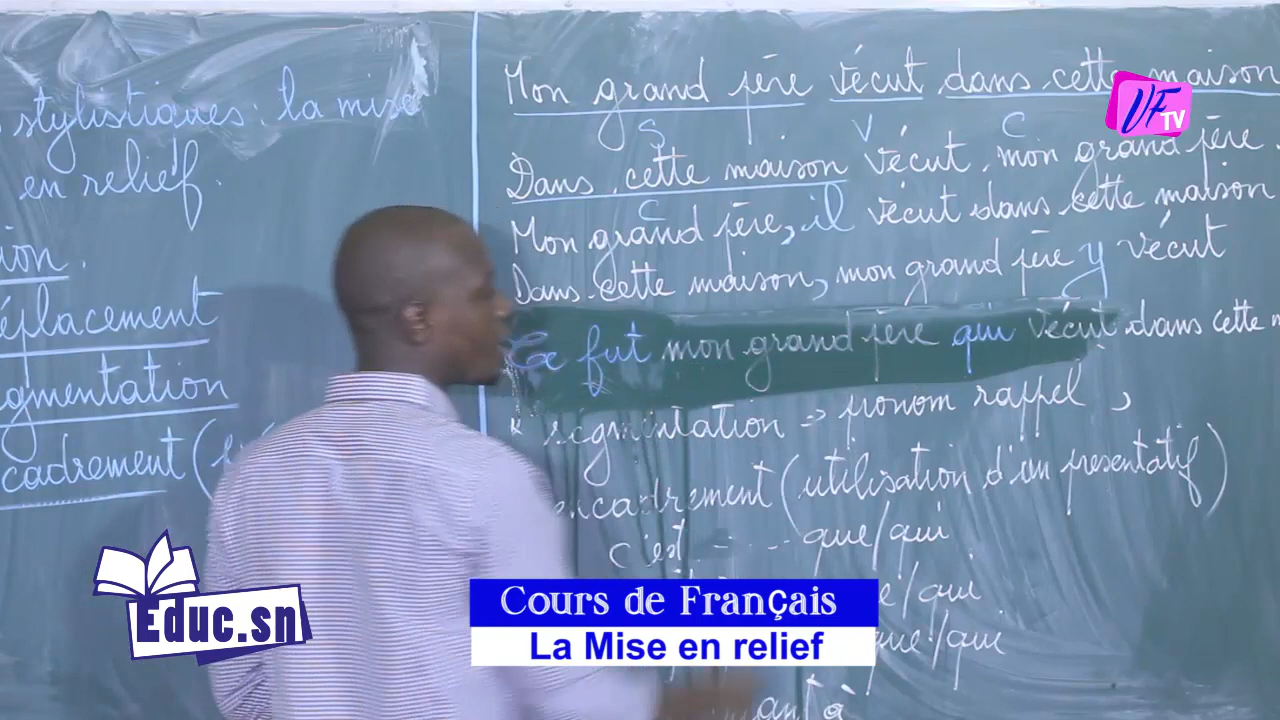 stylistiques : la mise
en relief.
Mon grand père vécut dans cette maison
S V C
Dans cette maison vécut mon grand père.
C
Mon grand père, il vécut dans cette maison
Dans cette maison, mon grand père y vécut
Ce fut mon grand père qui vécut dans cette
* segmentation => pronom rappel,
encadrement (utilisation d'un presentatif)
c'est - - - - que/qui
e/qui
que/qui
ant à
ion.
éplacement
gmentation
cadrement (
VF TV
Educ.sn
Cours de Français
La Mise en relief